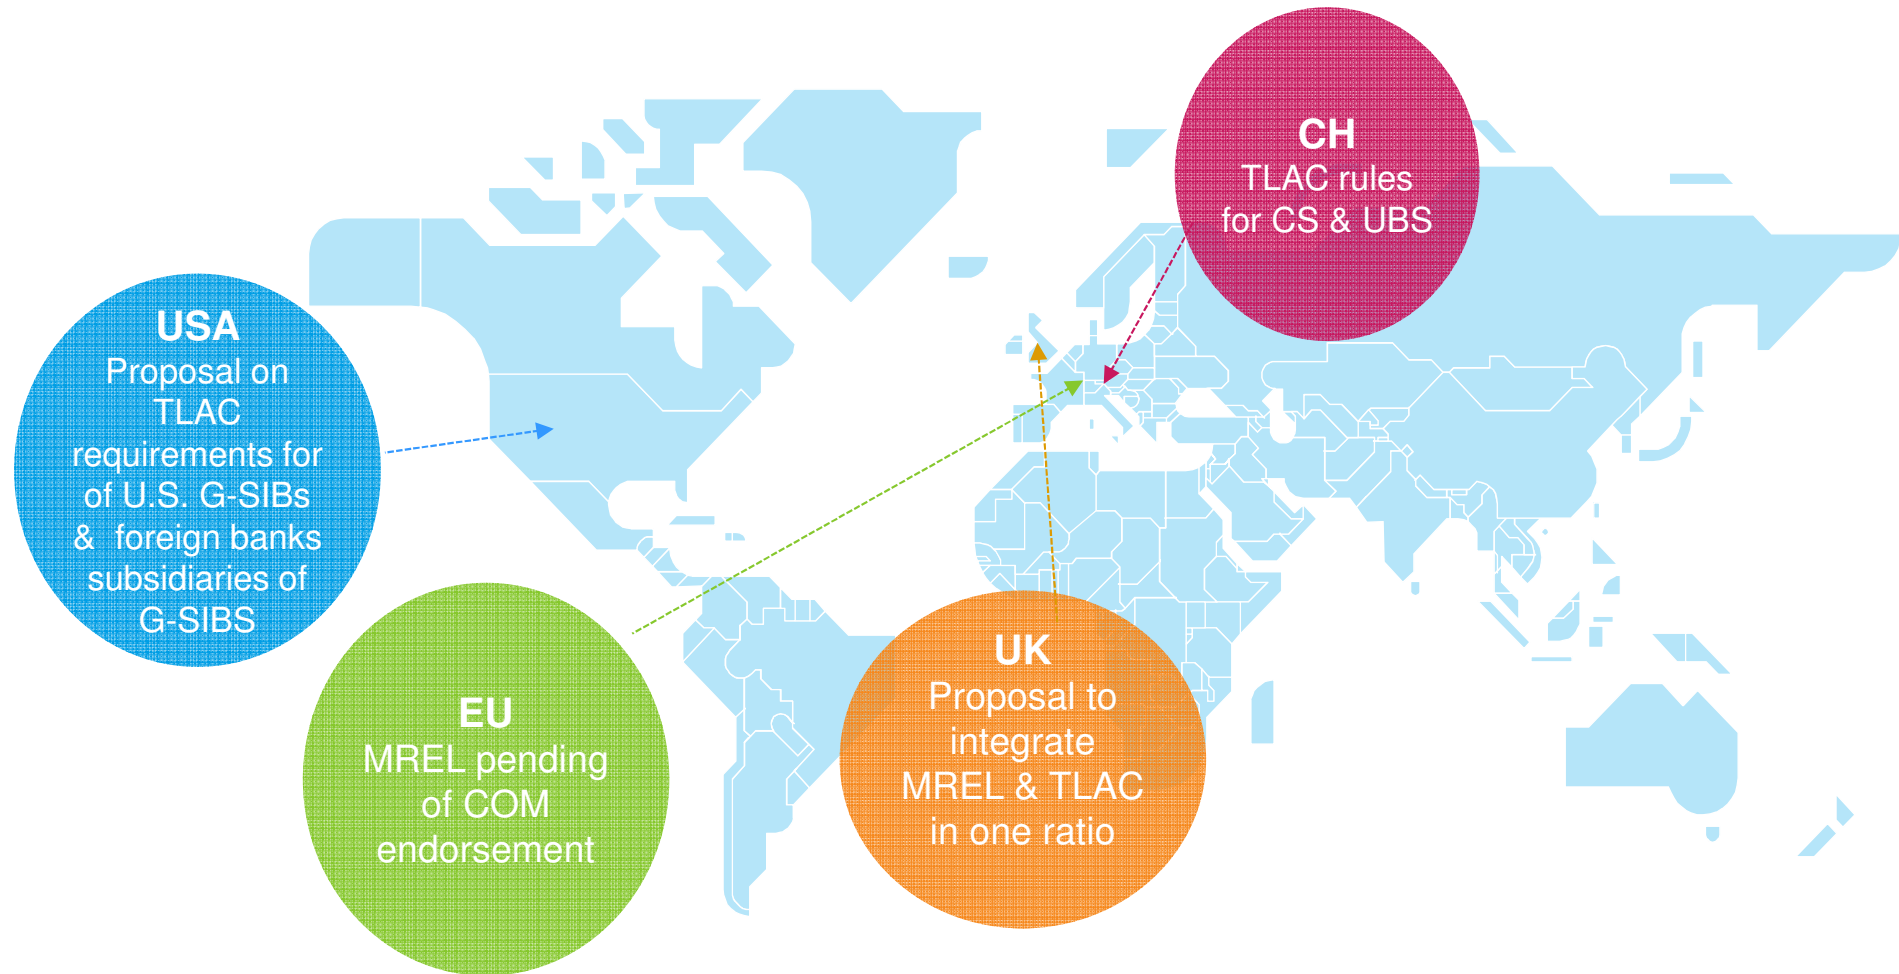 CH
TLAC rules
for CS & UBS
USA
Proposal on
TLAC
requirements for
of U.S. G-SIBs
& foreign banks
subsidiaries of
G-SIBS
EU
MREL pending
of COM
endorsement
UK
Proposal to
integrate
MREL & TLAC
in one ratio